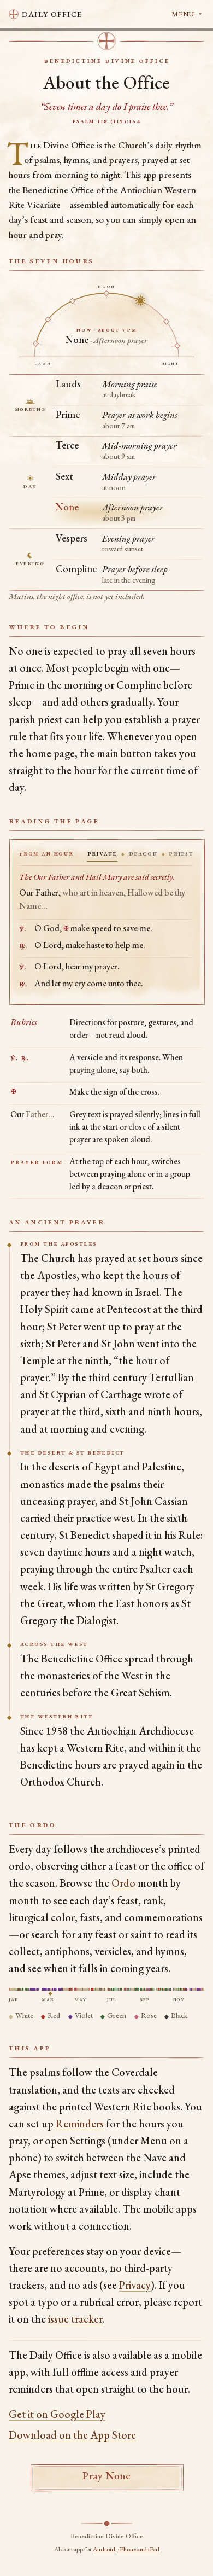 DAILY OFFICE
MENU
BENEDICTINE DIVINE OFFICE
About the Office
“Seven times a day do I praise thee.”
PSALM 118 (119):164
THE Divine Office is the Church’s daily rhythm
of psalms, hymns, and prayers, prayed at set
hours from morning to night. This app presents
the Benedictine Office of the Antiochian Western
Rite Vicariate—assembled automatically for each
day’s feast and season, so you can simply open an
hour and pray.
THE SEVEN HOURS
NOON
NOW · ABOUT 3 PM
None · Afternoon prayer
DAWN
NIGHT
MORNING
Lauds
Morning praise
at daybreak
Prime
Prayer as work begins
about 7 am
Terce
Mid-morning prayer
about 9 am
DAY
Sext
Midday prayer
at noon
None
Afternoon prayer
about 3 pm
EVENING
Vespers
Evening prayer
toward sunset
Compline
Prayer before sleep
late in the evening
Matins, the night office, is not yet included.
WHERE TO BEGIN
No one is expected to pray all seven hours
at once. Most people begin with one—
Prime in the morning or Compline before
sleep—and add others gradually. Your
parish priest can help you establish a prayer
rule that fits your life. Whenever you open
the home page, the main button takes you
straight to the hour for the current time of
day.
READING THE PAGE
FROM AN HOUR
PRIVATE ✦ DEACON ✦ PRIEST
The Our Father and Hail Mary are said secretly.
Our Father, who art in heaven, Hallowed be thy
Name…
℣. O God, ✠ make speed to save me.
℟. O Lord, make haste to help me.
℣. O Lord, hear my prayer.
℟. And let my cry come unto thee.
Rubrics
Directions for posture, gestures, and
order—not read aloud.
℣. ℟.
A versicle and its response. When
praying alone, say both.
✠
Make the sign of the cross.
Our Father…
Grey text is prayed silently; lines in full
ink at the start or close of a silent
prayer are spoken aloud.
PRAYER FORM
At the top of each hour, switches
between praying alone or in a group
led by a deacon or priest.
AN ANCIENT PRAYER
FROM THE APOSTLES
The Church has prayed at set hours since
the Apostles, who kept the hours of
prayer they had known in Israel. The
Holy Spirit came at Pentecost at the third
hour; St Peter went up to pray at the
sixth; St Peter and St John went into the
Temple at the ninth, “the hour of
prayer.” By the third century Tertullian
and St Cyprian of Carthage wrote of
prayer at the third, sixth and ninth hours,
and at morning and evening.
THE DESERT & ST BENEDICT
In the deserts of Egypt and Palestine,
monastics made the psalms their
unceasing prayer, and St John Cassian
carried their practice west. In the sixth
century, St Benedict shaped it in his Rule:
seven daytime hours and a night watch,
praying through the entire Psalter each
week. His life was written by St Gregory
the Great, whom the East honors as St
Gregory the Dialogist.
ACROSS THE WEST
The Benedictine Office spread through
the monasteries of the West in the
centuries before the Great Schism.
THE WESTERN RITE
Since 1958 the Antiochian Archdiocese
has kept a Western Rite, and within it the
Benedictine hours are prayed again in the
Orthodox Church.
THE ORDO
Every day follows the archdiocese’s printed
ordo, observing either a feast or the office of
the season. Browse the Ordo month by
month to see each day’s feast, rank,
liturgical color, fasts, and commemorations
—or search for any feast or saint to read its
collect, antiphons, versicles, and hymns,
and see when it falls in coming years.
JAN MAR MAY JUL SEP NOV
White Red Violet Green Rose Black
THIS APP
The psalms follow the Coverdale
translation, and the texts are checked
against the printed Western Rite books. You
can set up Reminders for the hours you
pray, or open Settings (under Menu on a
phone) to switch between the Nave and
Apse themes, adjust text size, include the
Martyrology at Prime, or display chant
notation where available. The mobile apps
work without a connection.
Your preferences stay on your device—
there are no accounts, no third-party
trackers, and no ads (see Privacy). If you
spot a typo or a rubrical error, please report
it on the issue tracker.
The Daily Office is also available as a mobile
app, with full offline access and prayer
reminders that open straight to the hour.
Get it on Google Play
Download on the App Store
Pray None
Benedictine Divine Office
Also an app for Android, iPhone and iPad